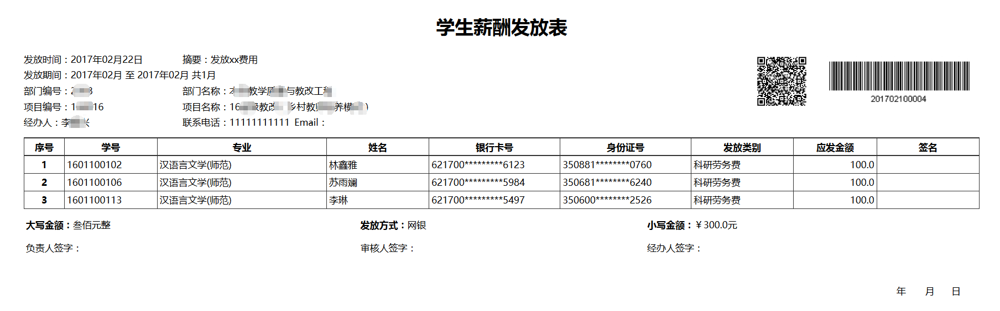 学生薪酬发放表
发放时间：2017年02月22日 摘要：发放xx费用
发放期间：2017年02月 至 2017年02月 共1月
部门编号：2 3 部门名称：本 教学质 与教改工程
项目编号：1 16 项目名称：16 级教改 乡村教师 养模 )
经办人：李 兴 联系电话：11111111111 Email：
201702100004
序号 学号 专业 姓名 银行卡号 身份证号 发放类别 应发金额 签名
1 1601100102 汉语言文学(师范) 林鑫雅 621700*********6123 350881********0760 科研劳务费 100.0
2 1601100106 汉语言文学(师范) 苏雨斓 621700*********5984 350681********6240 科研劳务费 100.0
3 1601100113 汉语言文学(师范) 李琳 621700*********5497 350600********2526 科研劳务费 100.0
大写金额：叁佰元整 发放方式：网银 小写金额：￥300.0元
负责人签字： 审核人签字： 经办人签字：
年 月 日